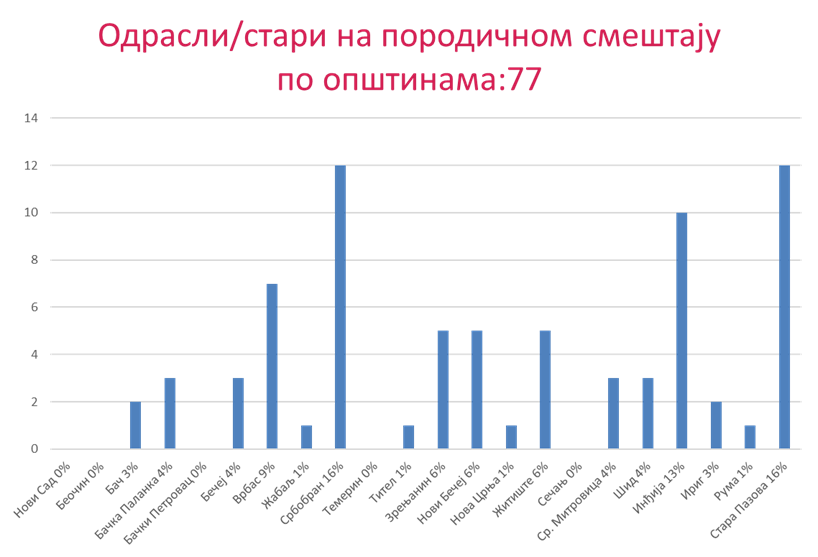 Одрасли/стари на породичном смештају
по општинама:77
14
12
10
8
6
4
2
0
Нови Сад 0%
Беочин 0%
Бач 3%
Бачка Паланка 4%
Бачки Петровац 0%
Бечеј 4%
Врбас 9%
Жабаљ 1%
Србобран 16%
Темерин 0%
Тител 1%
Зрењанин 6%
Нови Бечеј 6%
Нова Црња 1%
Житиште 6%
Сечањ 0%
Ср. Митровица 4%
Шид 4%
Инђија 13%
Ириг 3%
Рума 1%
Стара Пазова 16%